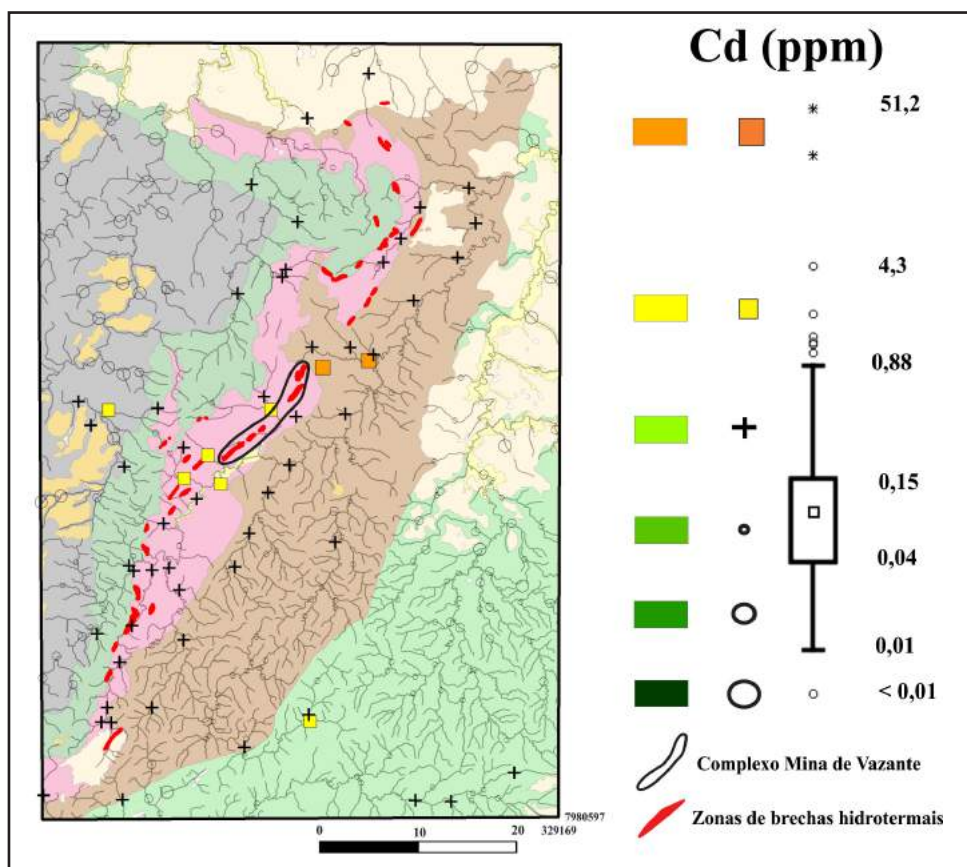 Cd (ppm)
51,2
4,3
0,88
0,15
0,04
0,01
< 0,01
Complexo Mina de Vazante
Zonas de brechas hidrotermais
7980597
329169
0 10 20